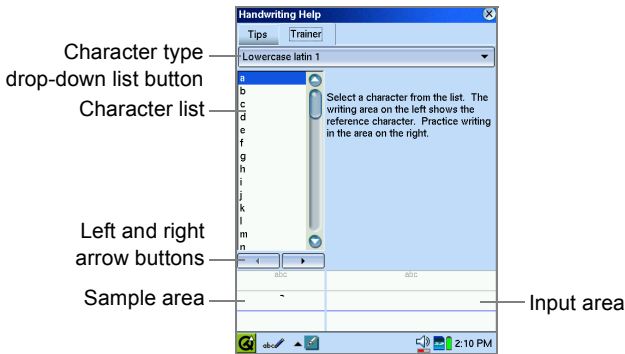 Handwriting Help
Tips Trainer
Character type
drop-down list button
Lowercase latin 1
Character list
a
b
c
d
e
f
g
h
i
j
k
l
m
n
Select a character from the list. The
writing area on the left shows the
reference character. Practice writing
in the area on the right.
Left and right
arrow buttons
abc abc
Sample area
Input area
abc 2:10 PM